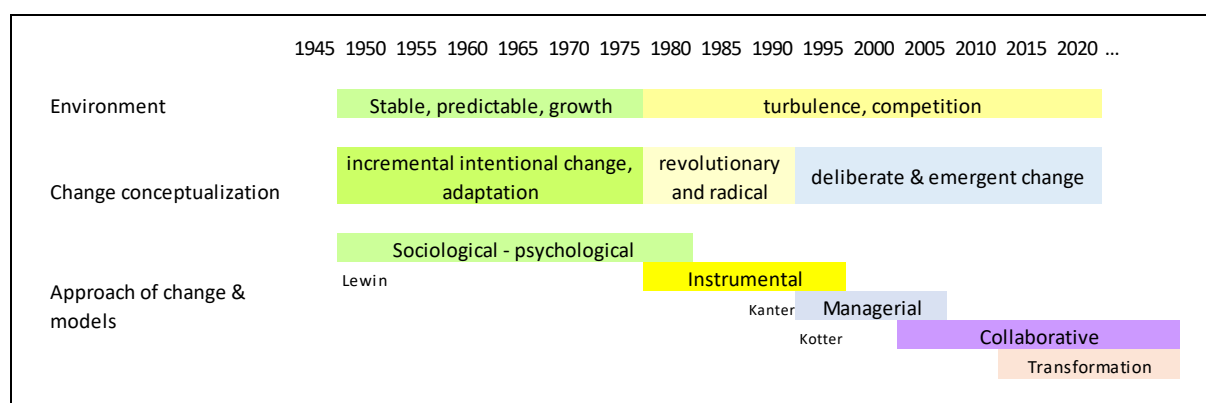 1945 1950 1955 1960 1965 1970 1975 1980 1985 1990 1995 2000 2005 2010 2015 2020 ...
Environment
Stable, predictable, growth
turbulence, competition
Change conceptualization
incremental intentional change,
adaptation
revolutionary
and radical
deliberate & emergent change
Approach of change &
models
Sociological - psychological
Lewin
Instrumental
Kanter
Managerial
Kotter
Collaborative
Transformation